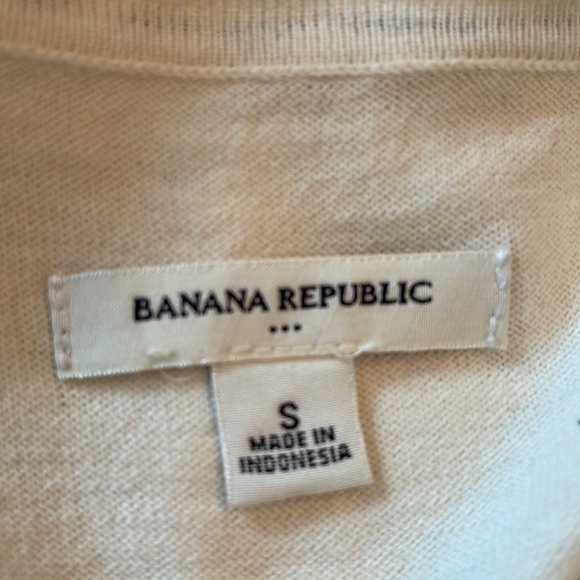 BANANA REPUBLIC
•••
S
MADE IN
INDONESIA